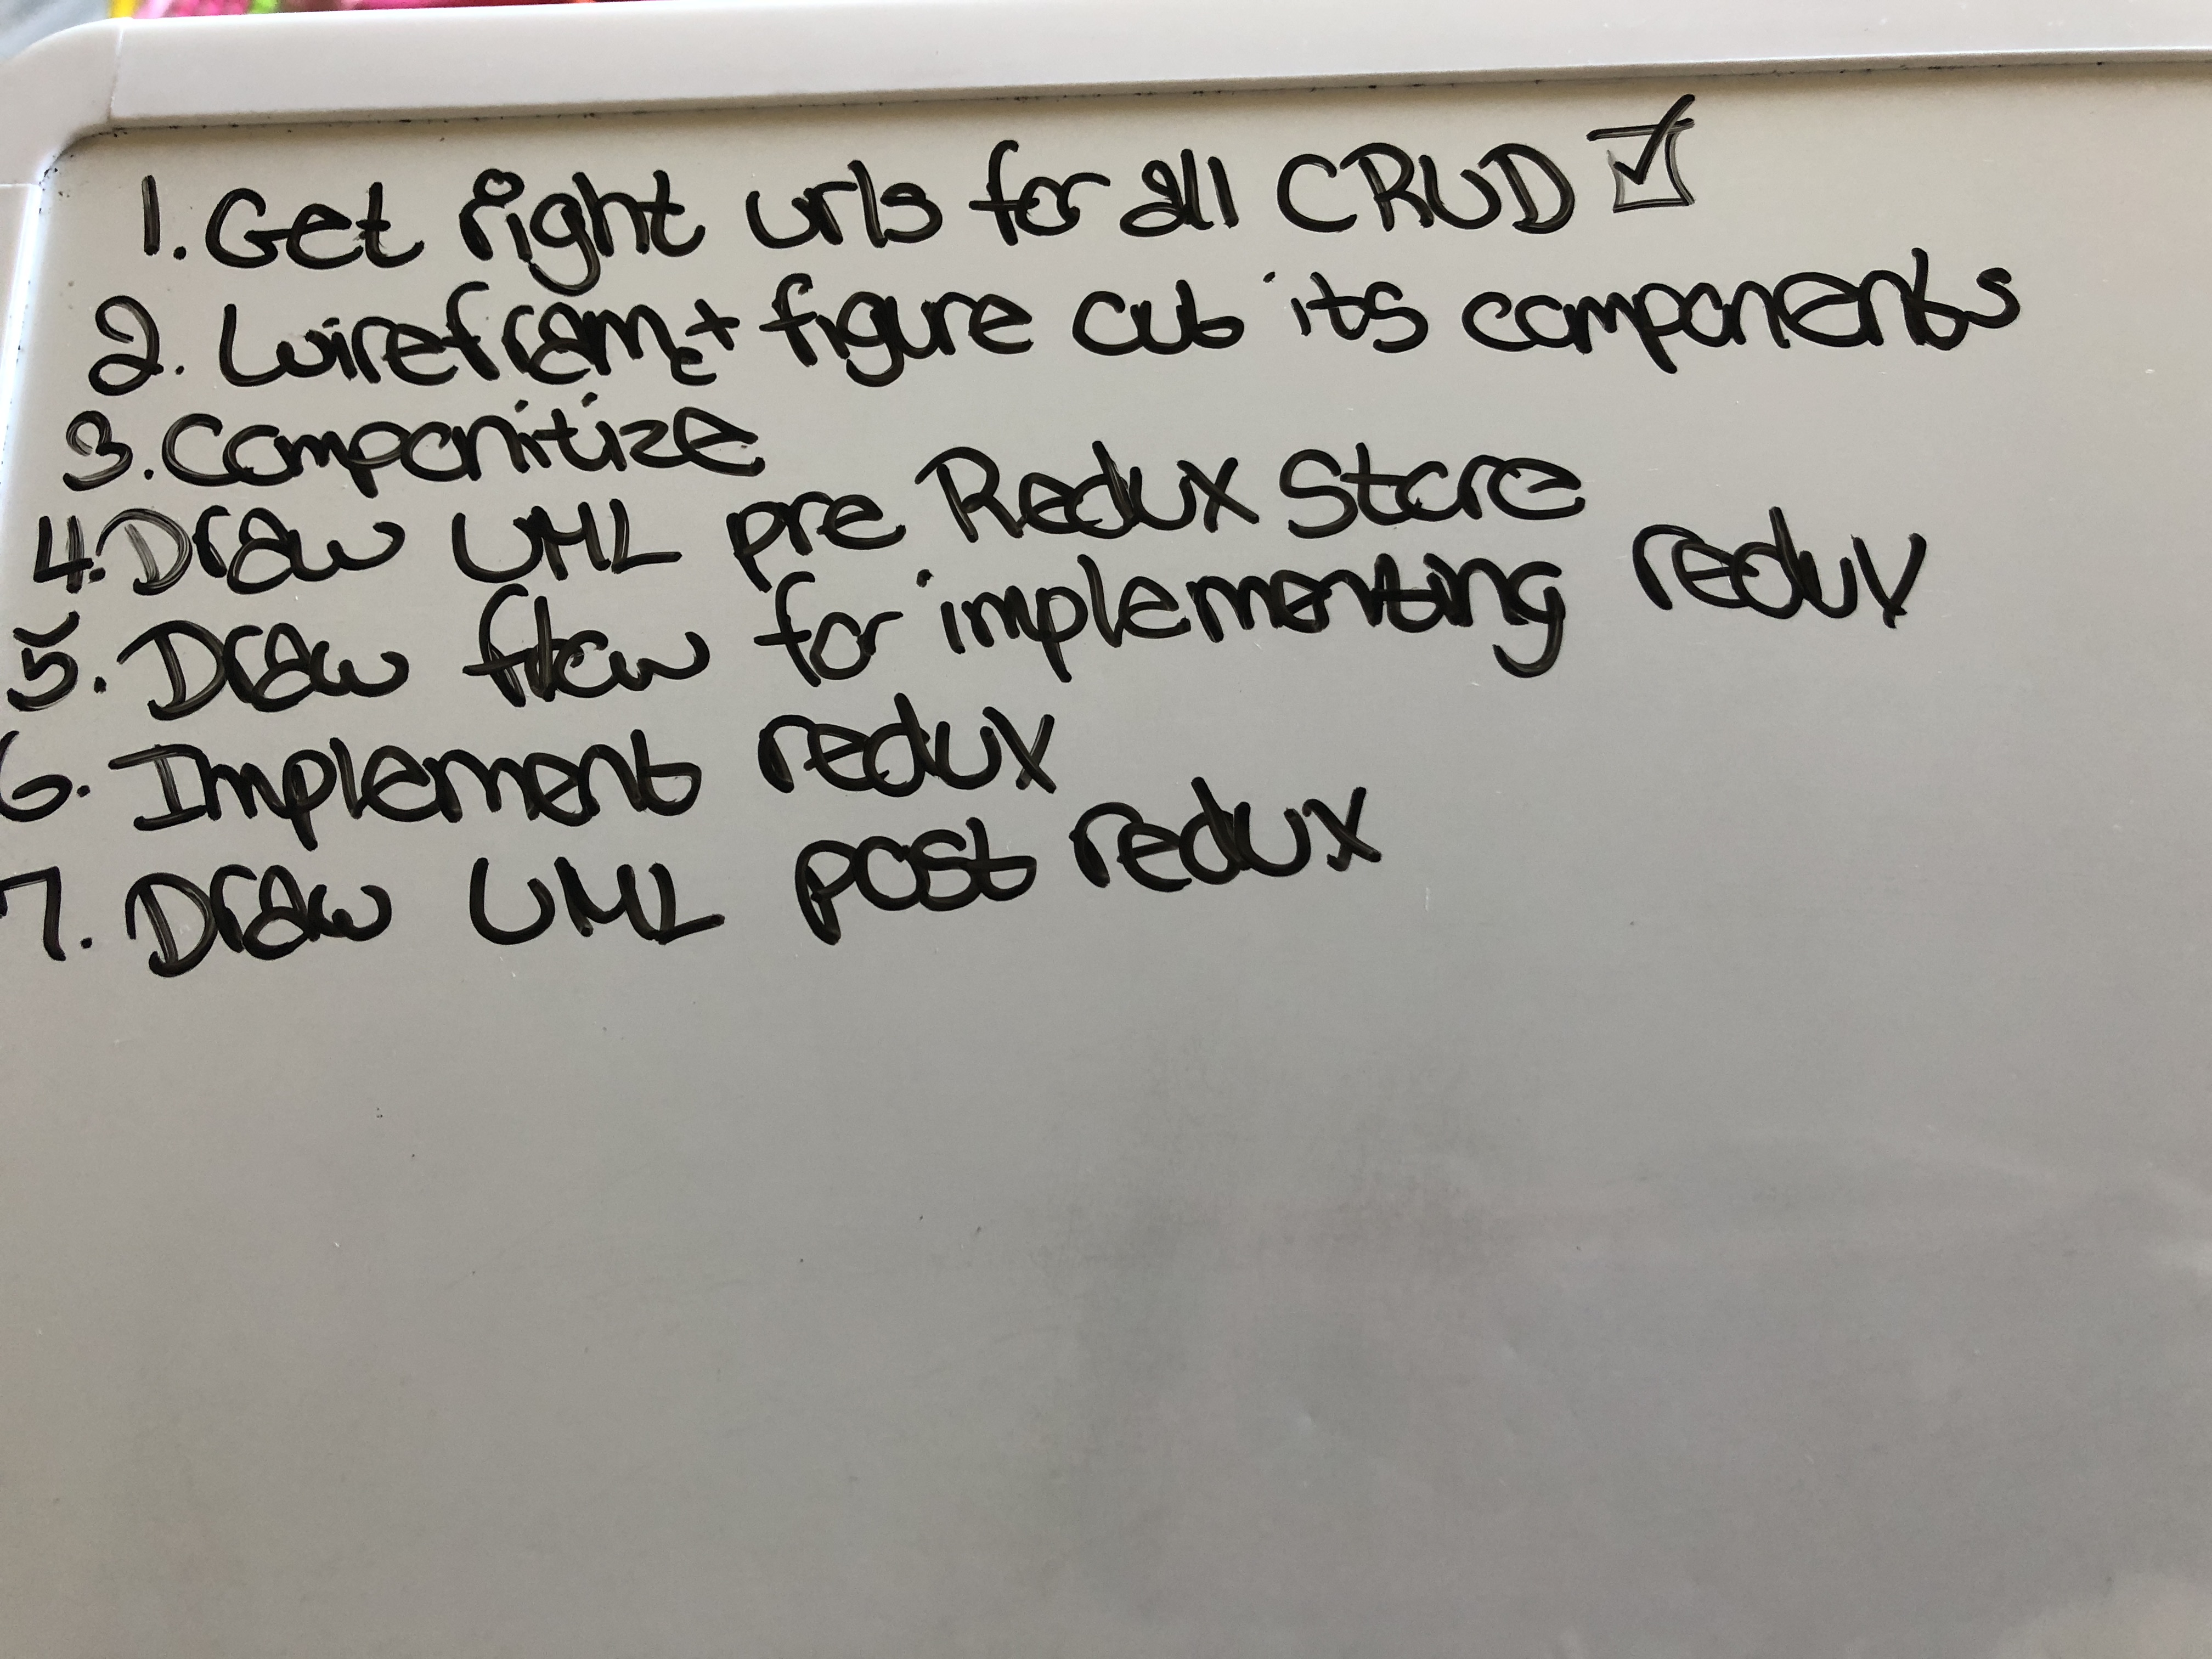 1. Get right urls for all CRUD ☑
2. Wireframe + figure out its components
3. Componitize
4. Draw UML pre Redux Store
5. Draw flow for implementing redux
6. Implement redux
7. Draw UML post redux